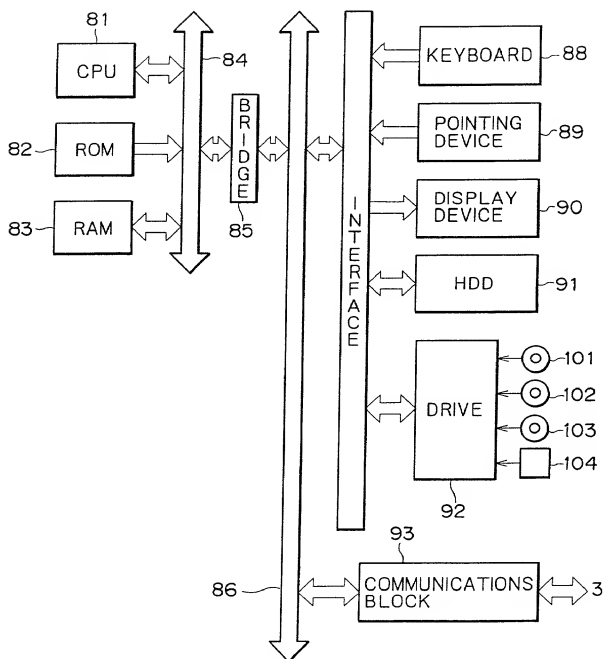 81
CPU
84
82
ROM
83
RAM
BRIDGE
85
INTERFACE
KEYBOARD
88
POINTING
DEVICE
89
DISPLAY
DEVICE
90
HDD
91
DRIVE
92
101
102
103
104
86
93
COMMUNICATIONS
BLOCK
3